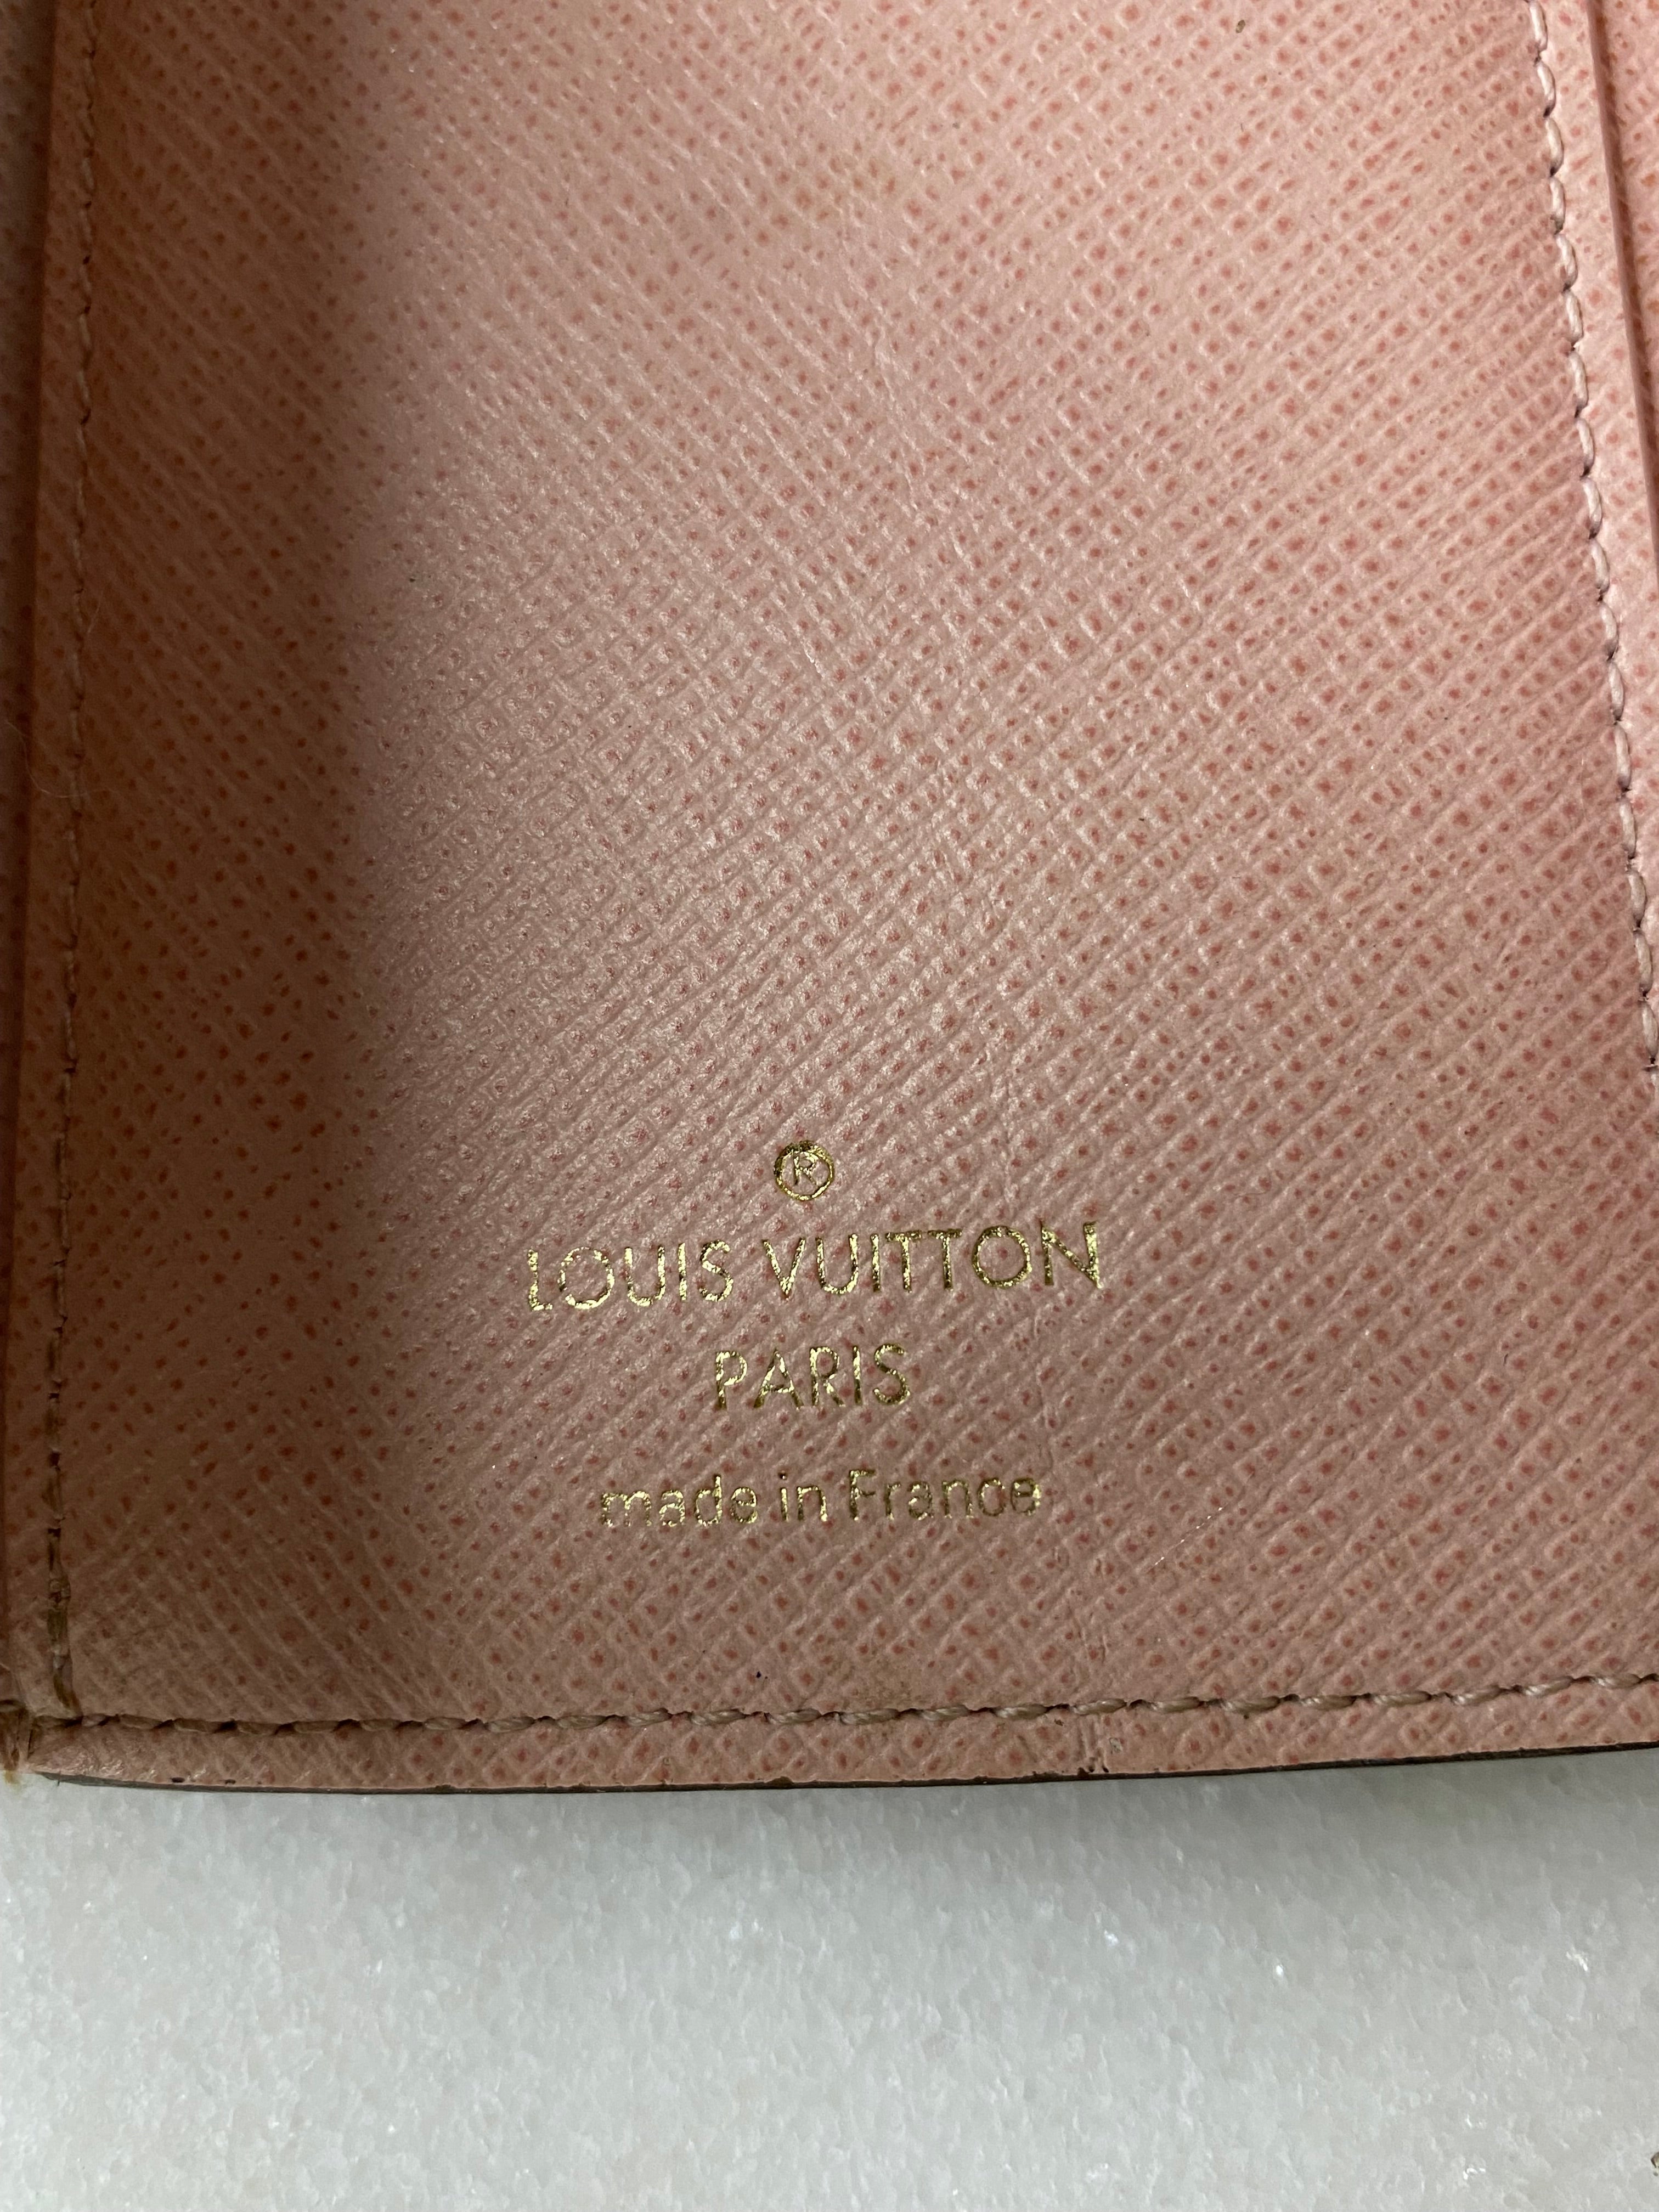 ®
LOUIS VUITTON
PARIS
made in France